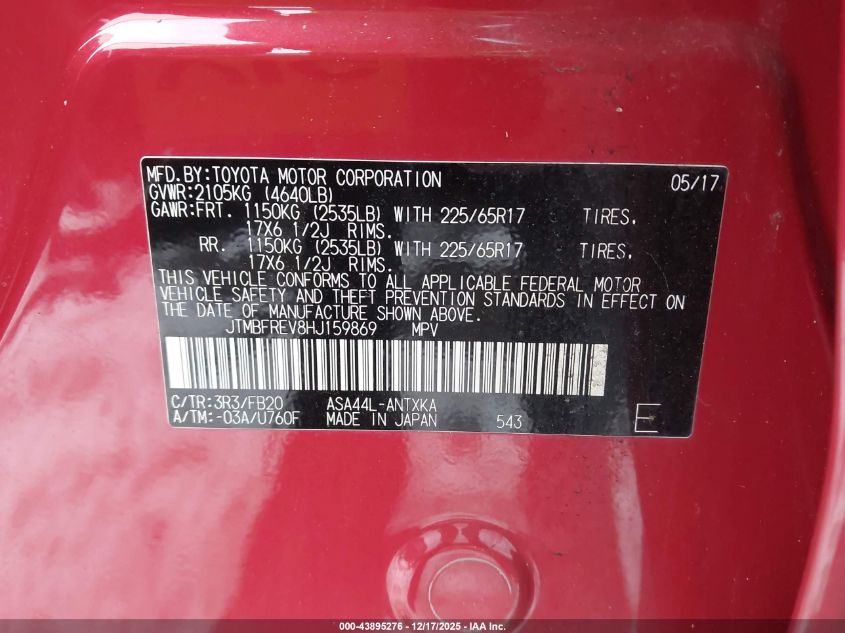 MFD.BY:TOYOTA MOTOR CORPORATION 05/17
GVWR:2105KG (4640LB)
GAWR:FRT. 1150KG (2535LB) WITH 225/65R17 TIRES,
17X6 1/2J RIMS.
RR. 1150KG (2535LB) WITH 225/65R17 TIRES,
17X6 1/2J RIMS.
THIS VEHICLE CONFORMS TO ALL APPLICABLE FEDERAL MOTOR
VEHICLE SAFETY AND THEFT PREVENTION STANDARDS IN EFFECT ON
THE DATE OF MANUFACTURE SHOWN ABOVE.
JTMBFREV8HJ159869 MPV
C/TR:3R3/FB20 ASA44L-ANTXKA
A/TM:-03A/U760F MADE IN JAPAN 543 E
000-43895276 - 12/17/2025 - IAA Inc.